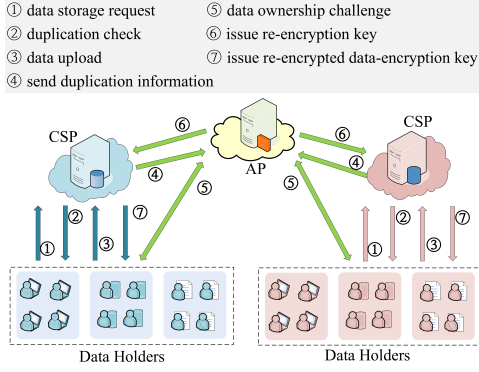 ① data storage request
⑤ data ownership challenge
② duplication check
⑥ issue re-encryption key
③ data upload
⑦ issue re-encrypted data-encryption key
④ send duplication information
CSP
⑥
⑥
CSP
④
AP
④
⑤
⑤
① ② ③ ⑦
① ② ③ ⑦
Data Holders
Data Holders